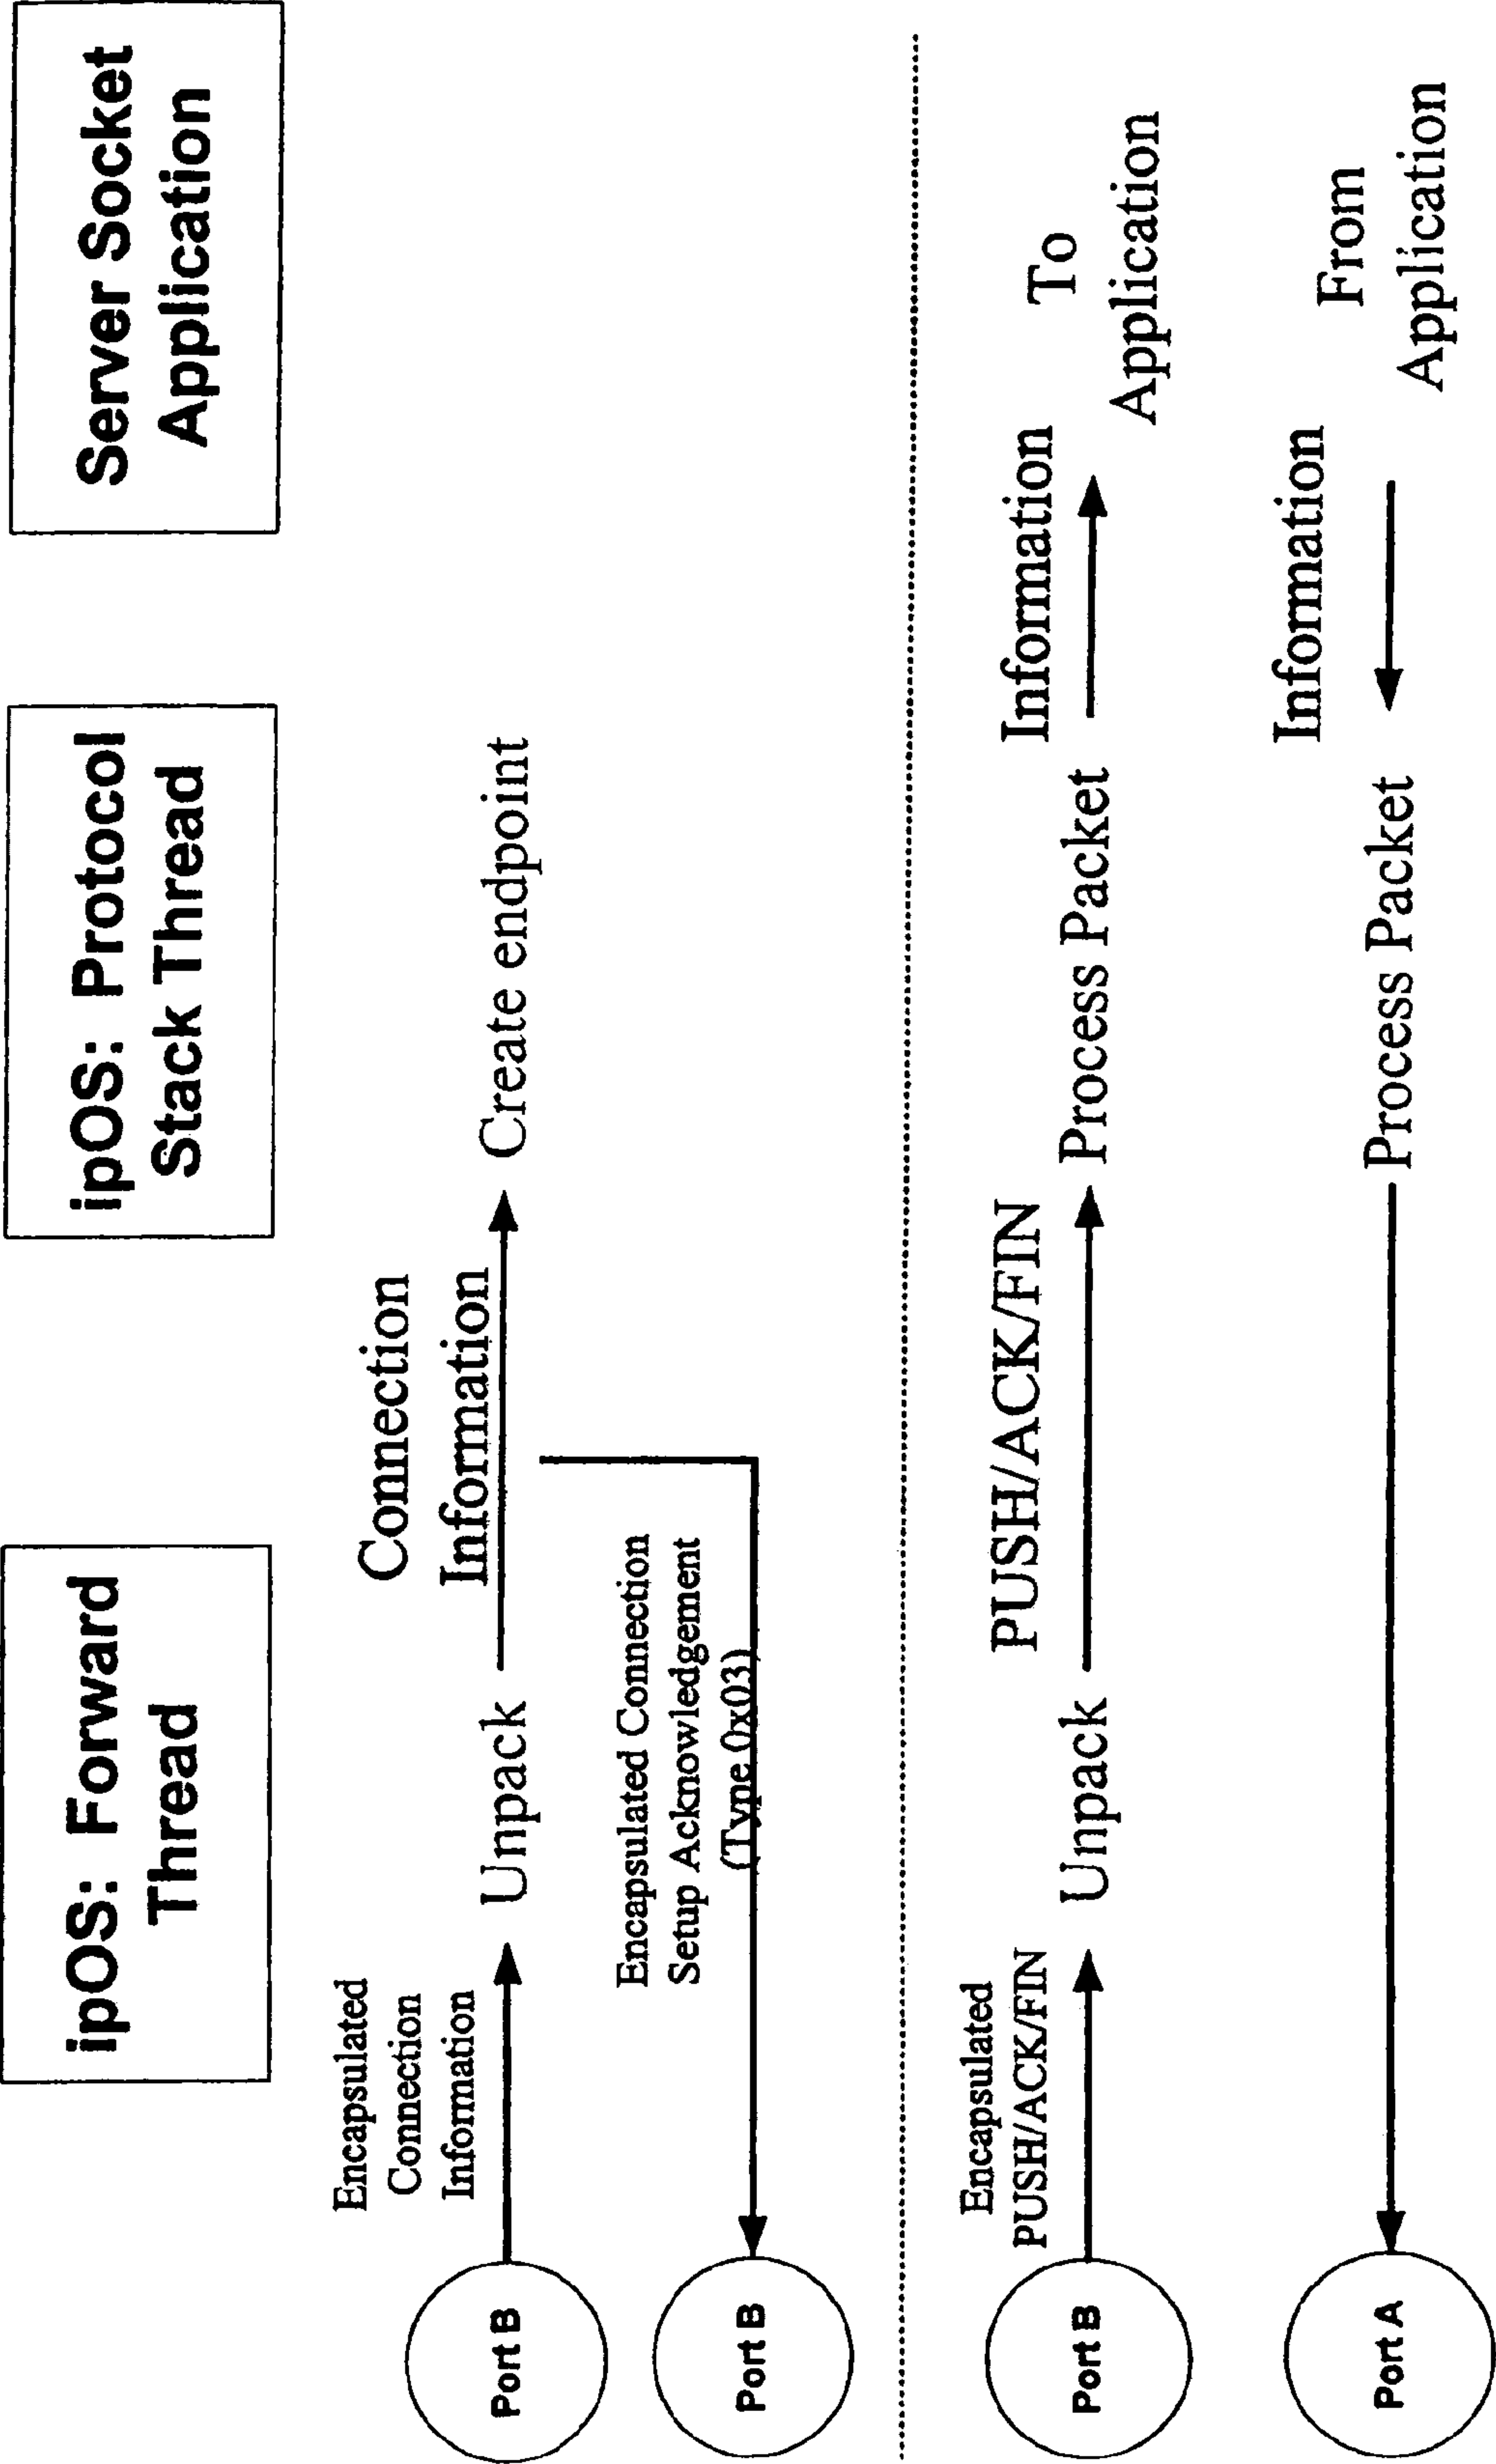 ipOS: Forward
Thread
ipOS: Protocol
Stack Thread
Server Socket
Application
Encapsulated
Connection
Information
Port B
Unpack
Connection
Information
Create endpoint
Encapsulated Connection
Setup Acknowledgement
(Type 0x03)
Port B
Encapsulated
PUSH/ACK/FIN
Port B
Unpack
PUSH/ACK/FIN
Process Packet
Information
To
Application
Port A
Process Packet
Information
From
Application